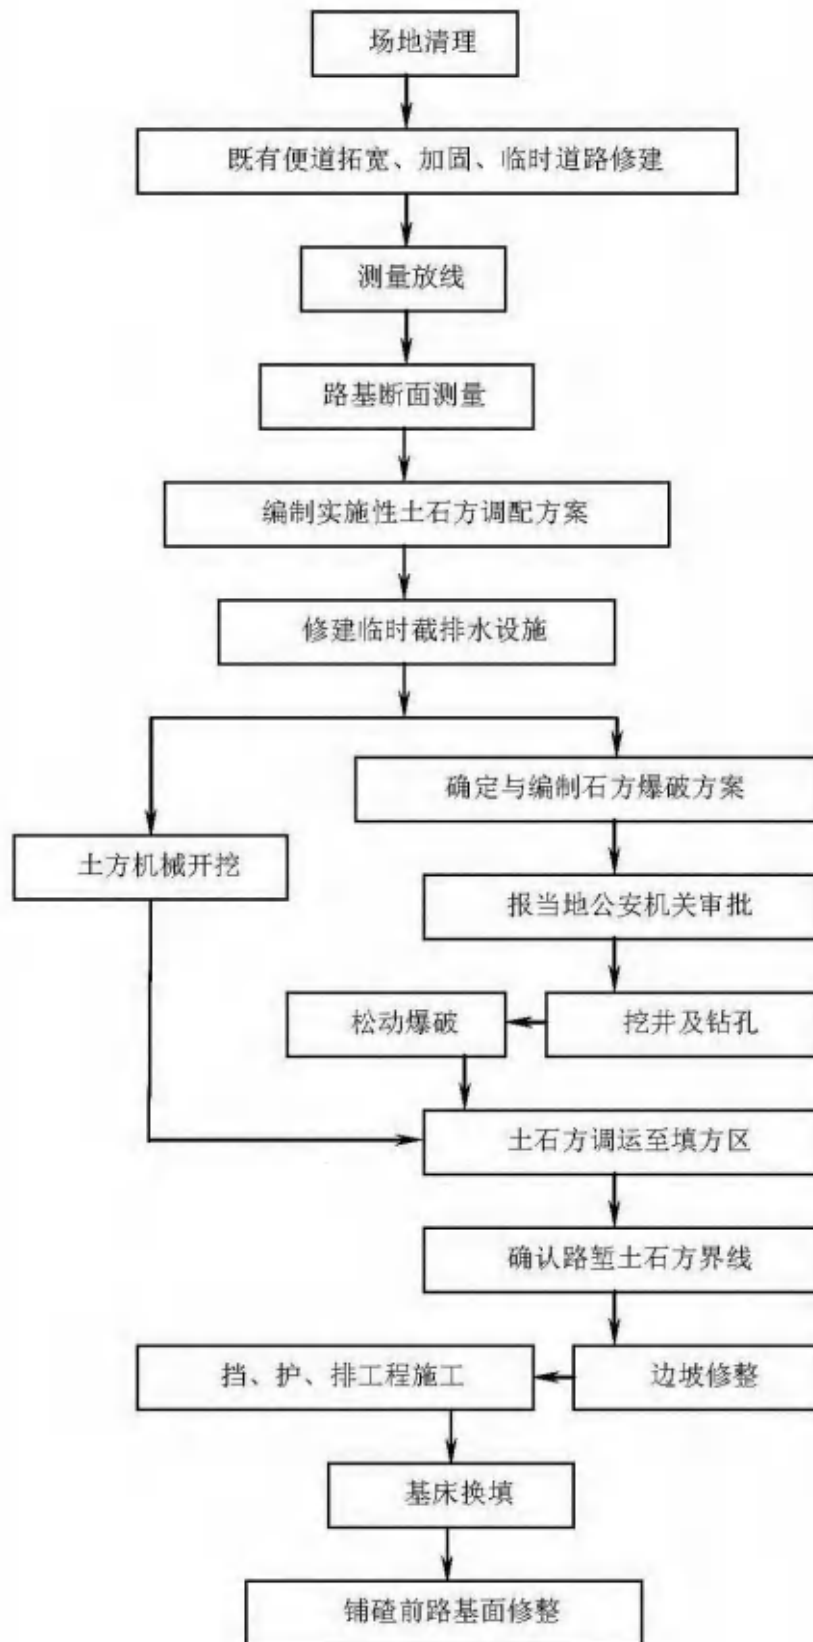 场地清理
既有便道拓宽、加固、临时道路修建
测量放线
路基断面测量
编制实施性土石方调配方案
修建临时截排水设施
确定与编制石方爆破方案
土方机械开挖
报当地公安机关审批
松动爆破
挖井及钻孔
土石方调运至填方区
确认路堑土石方界线
挡、护、排工程施工
边坡修整
基床换填
铺碴前路基面修整